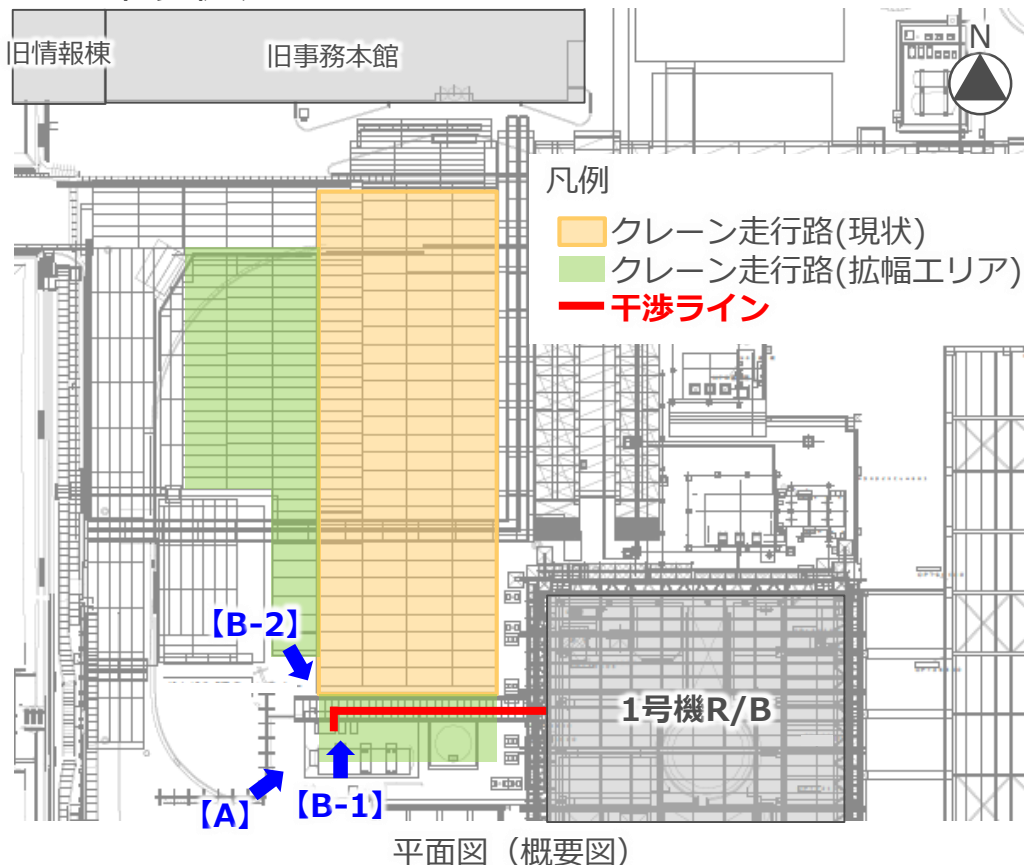 旧情報棟
旧事務本館
N
凡例
クレーン走行路(現状)
クレーン走行路(拡幅エリア)
干渉ライン
【B-2】
1号機R/B
【A】
【B-1】
平面図（概要図）